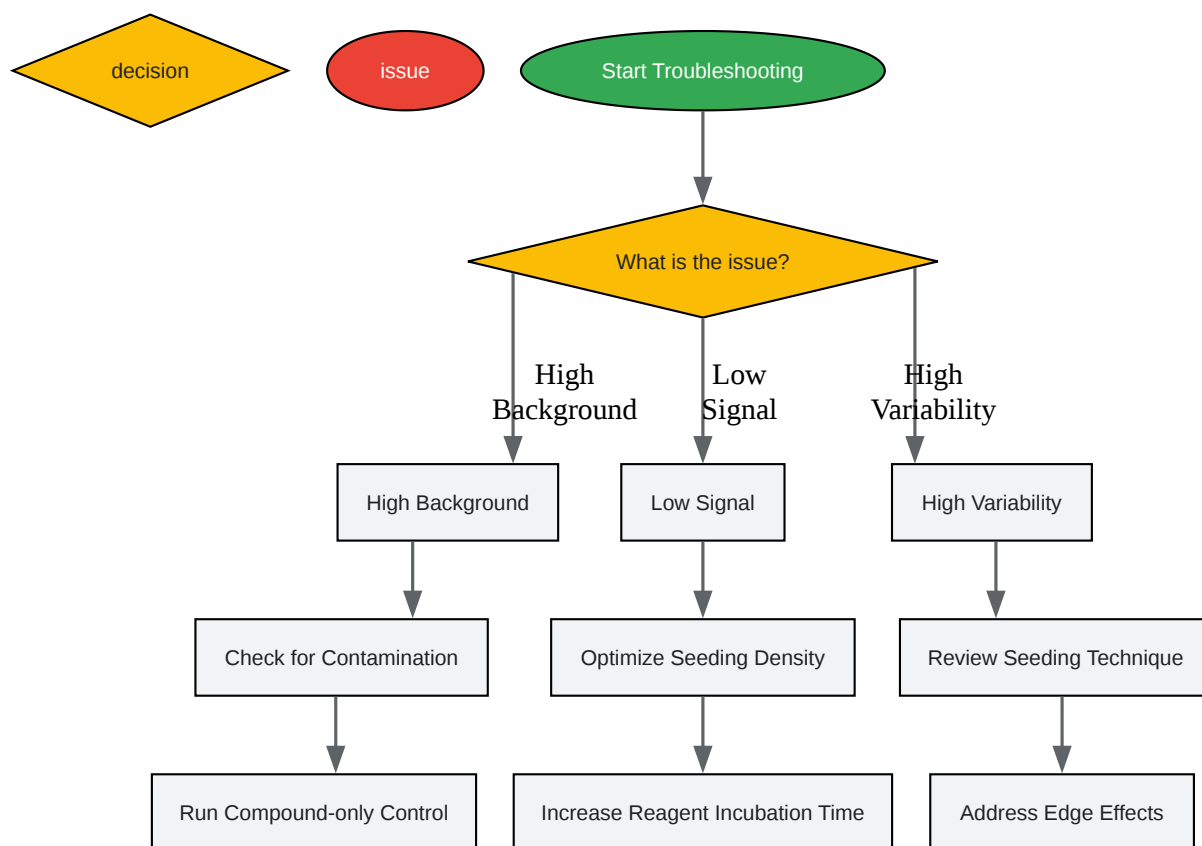 decision
issue
Start Troubleshooting
What is the issue?
High
Background
Low
Signal
High
Variability
High Background
Low Signal
High Variability
Check for Contamination
Optimize Seeding Density
Review Seeding Technique
Run Compound-only Control
Increase Reagent Incubation Time
Address Edge Effects